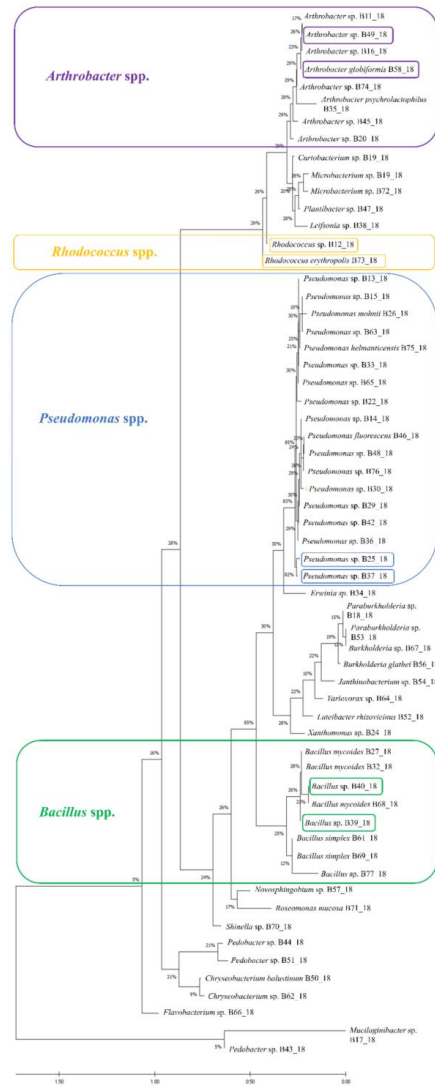 Arthrobacter spp.
Arthrobacter sp. B11_18
Arthrobacter sp. B49_18
Arthrobacter sp. B16_18
Arthrobacter globiformis B58_18
Arthrobacter sp. B74_18
Arthrobacter psychrolactophilus
B35_18
Arthrobacter sp. B45_18
Arthrobacter sp. B20_18
Curtobacterium sp. B19_18
Microbacterium sp. B19_18
Microbacterium sp. B72_18
Plantibacter sp. B47_18
Leifsonia sp. B38_18
Rhodococcus spp.
Rhodococcus sp. B12_18
Rhodococcus erythropolis B73_18
Pseudomonas spp.
Pseudomonas sp. B13_18
Pseudomonas sp. B15_18
Pseudomonas mohnii B26_18
Pseudomonas sp. B63_18
Pseudomonas helmanticensis B75_18
Pseudomonas sp. B33_18
Pseudomonas sp. B65_18
Pseudomonas sp. B22_18
Pseudomonas sp. B14_18
Pseudomonas fluorescens B46_18
Pseudomonas sp. B48_18
Pseudomonas sp. B76_18
Pseudomonas sp. B30_18
Pseudomonas sp. B29_18
Pseudomonas sp. B42_18
Pseudomonas sp. B36_18
Pseudomonas sp. B25_18
Pseudomonas sp. B37_18
Erwinia sp. B34_18
Paraburkholderia sp.
B18_18
Paraburkholderia sp.
B53_18
Burkholderia sp. B67_18
Burkholderia glathei B56_18
Janthinobacterium sp. B54_18
Variovorax sp. B64_18
Luteibacter rhizovicinus B52_18
Xanthomonas sp. B24_18
Bacillus spp.
Bacillus mycoides B27_18
Bacillus mycoides B32_18
Bacillus sp. B40_18
Bacillus mycoides B68_18
Bacillus sp. B39_18
Bacillus simplex B61_18
Bacillus simplex B69_18
Bacillus sp. B77_18
Novosphingobium sp. B57_18
Roseomonas mucosa B71_18
Shinella sp. B70_18
Pedobacter sp. B44_18
Pedobacter sp. B51_18
Chryseobacterium balustinum B50_18
Chryseobacterium sp. B62_18
Flavobacterium sp. B66_18
Mucilaginibacter sp.
B17_18
Pedobacter sp. B43_18
1.50 1.00 0.50 0.00